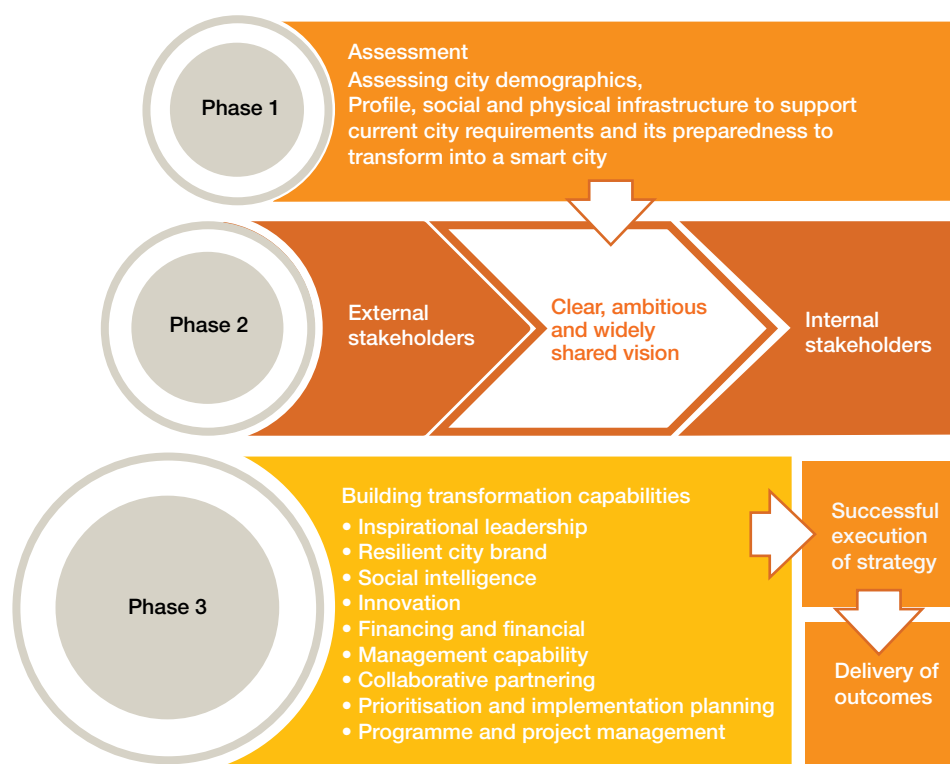 Phase 1
Assessment
Assessing city demographics,
Profile, social and physical infrastructure to support
current city requirements and its preparedness to
transform into a smart city
Phase 2
External
stakeholders
Clear, ambitious
and widely
shared vision
Internal
stakeholders
Phase 3
Building transformation capabilities
• Inspirational leadership
• Resilient city brand
• Social intelligence
• Innovation
• Financing and financial
• Management capability
• Collaborative partnering
• Prioritisation and implementation planning
• Programme and project management
Successful
execution
of strategy
Delivery of
outcomes